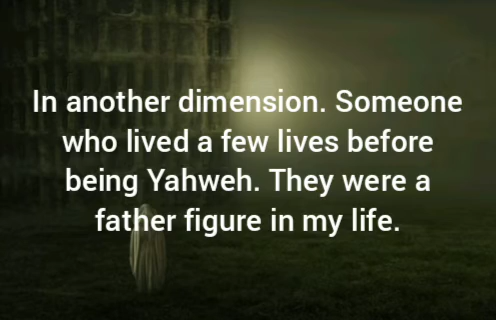 In another dimension. Someone
who lived a few lives before
being Yahweh. They were a
father figure in my life.